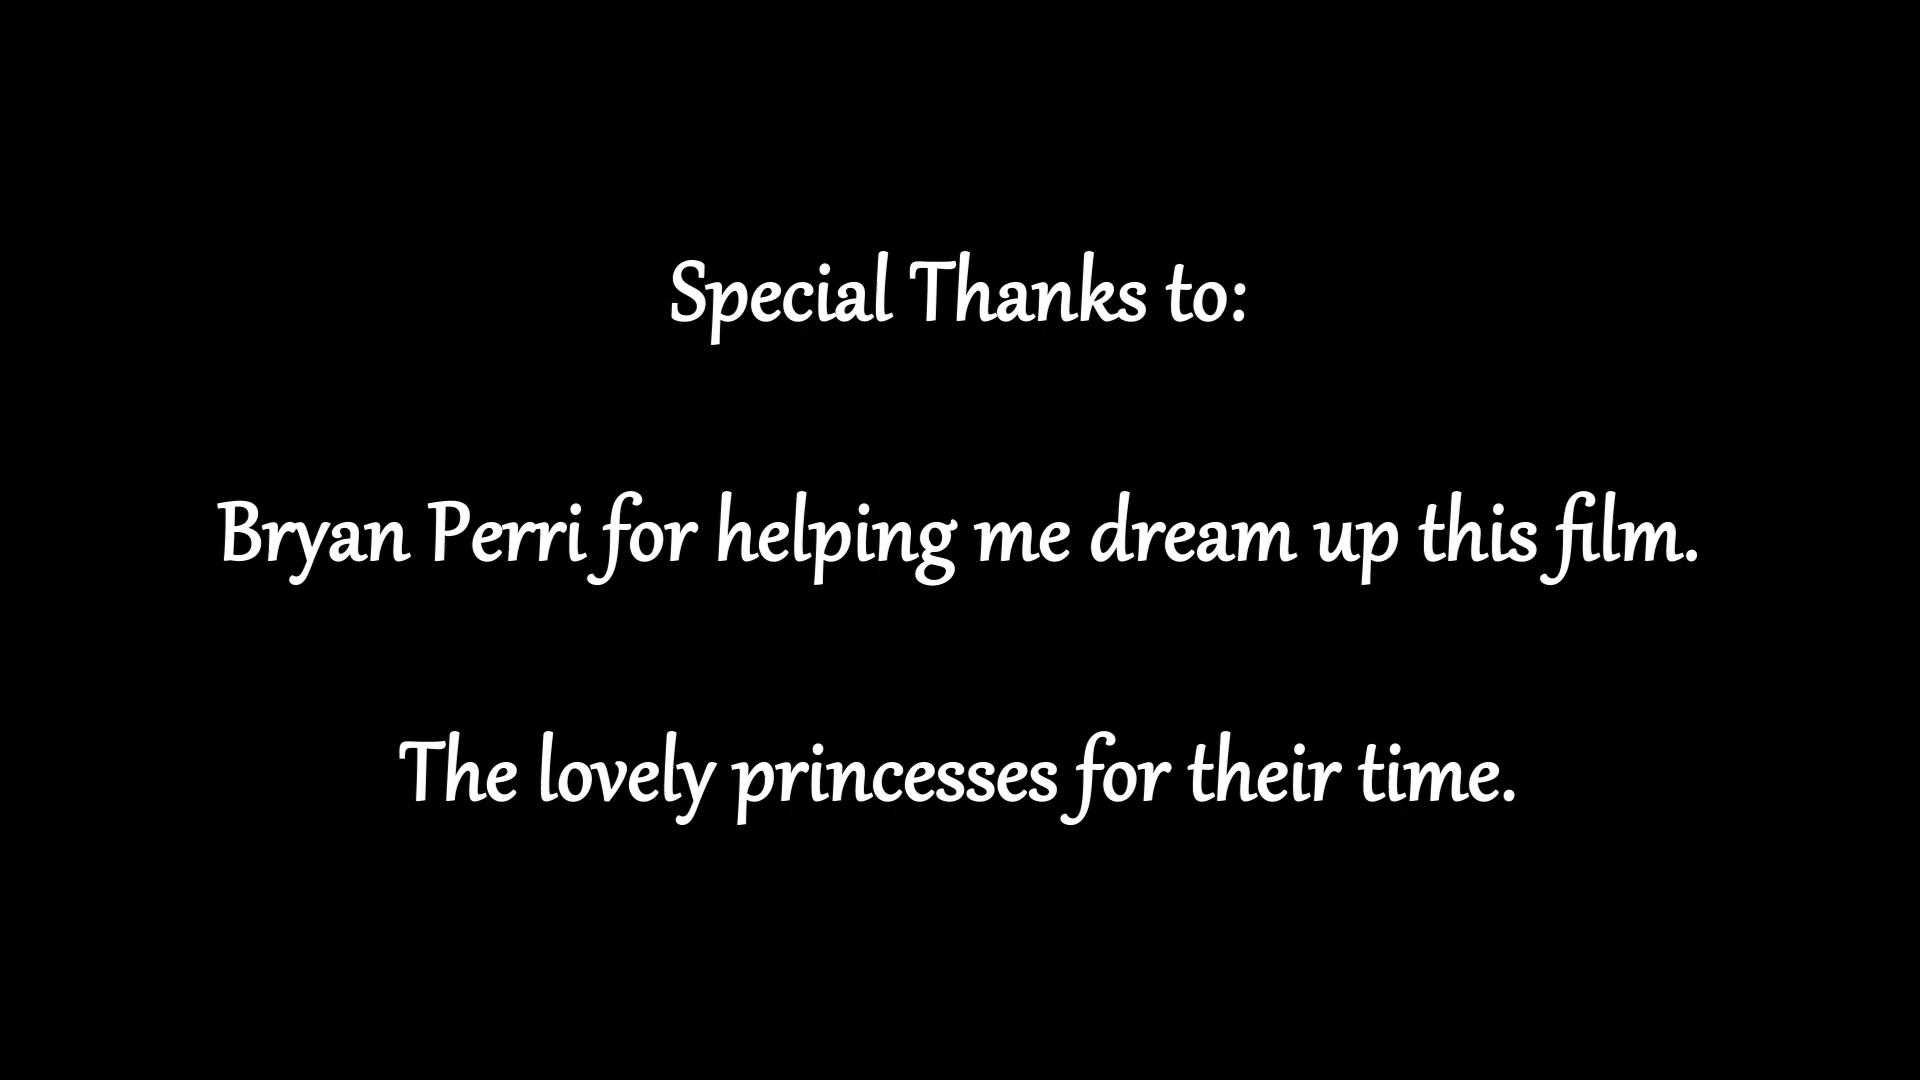 Special Thanks to:
Bryan Perri for helping me dream up this film.
The lovely princesses for their time.